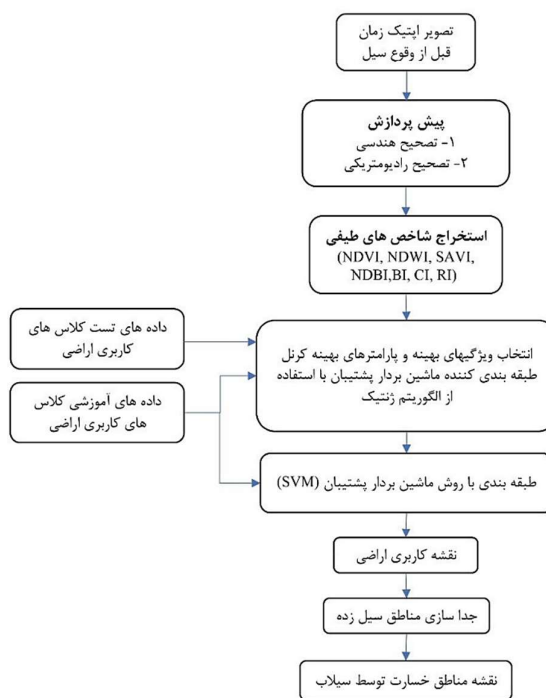 تصویر اپتیک زمان
قبل از وقوع سیل
پیش پردازش
۱- تصحیح هندسی
۲- تصحیح رادیومتریکی
استخراج شاخص های طیفی
(NDVI, NDWI, SAVI,
NDBI,BI, CI, RI)
داده های تست کلاس های
کاربری اراضی
انتخاب ویژگیهای بهینه و پارامترهای بهینه کرنل
طبقه بندی کننده ماشین بردار پشتیبان با استفاده
از الگوریتم ژنتیک
داده های آموزشی کلاس
های کاربری اراضی
طبقه بندی با روش ماشین بردار پشتیبان (SVM)
نقشه کاربری اراضی
جدا سازی مناطق سیل زده
نقشه مناطق خسارت توسط سیلاب